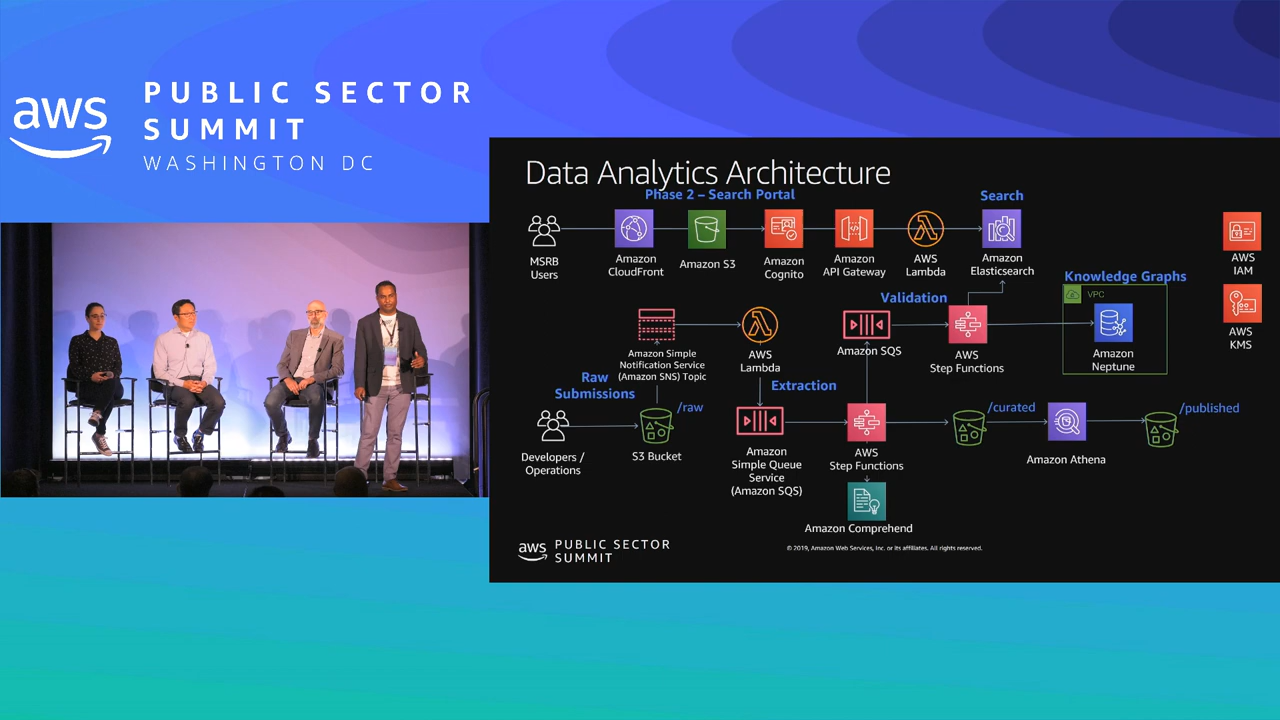 aws
PUBLIC SECTOR
SUMMIT
WASHINGTON DC
Data Analytics Architecture
Phase 2 – Search Portal
Search
MSRB
Users
Amazon
CloudFront
Amazon S3
Amazon
Cognito
Amazon
API Gateway
AWS
Lambda
Amazon
Elasticsearch
AWS
IAM
AWS
KMS
Knowledge Graphs
VPC
Amazon
Neptune
Validation
Amazon SQS
AWS
Step Functions
Amazon Simple
Notification Service
(Amazon SNS) Topic
AWS
Lambda
Raw
Submissions
Extraction
Developers /
Operations
/raw
S3 Bucket
Amazon
Simple Queue
Service
(Amazon SQS)
AWS
Step Functions
Amazon Comprehend
/curated
Amazon Athena
/published
aws
PUBLIC SECTOR
SUMMIT
© 2019, Amazon Web Services, Inc. or its affiliates. All rights reserved.